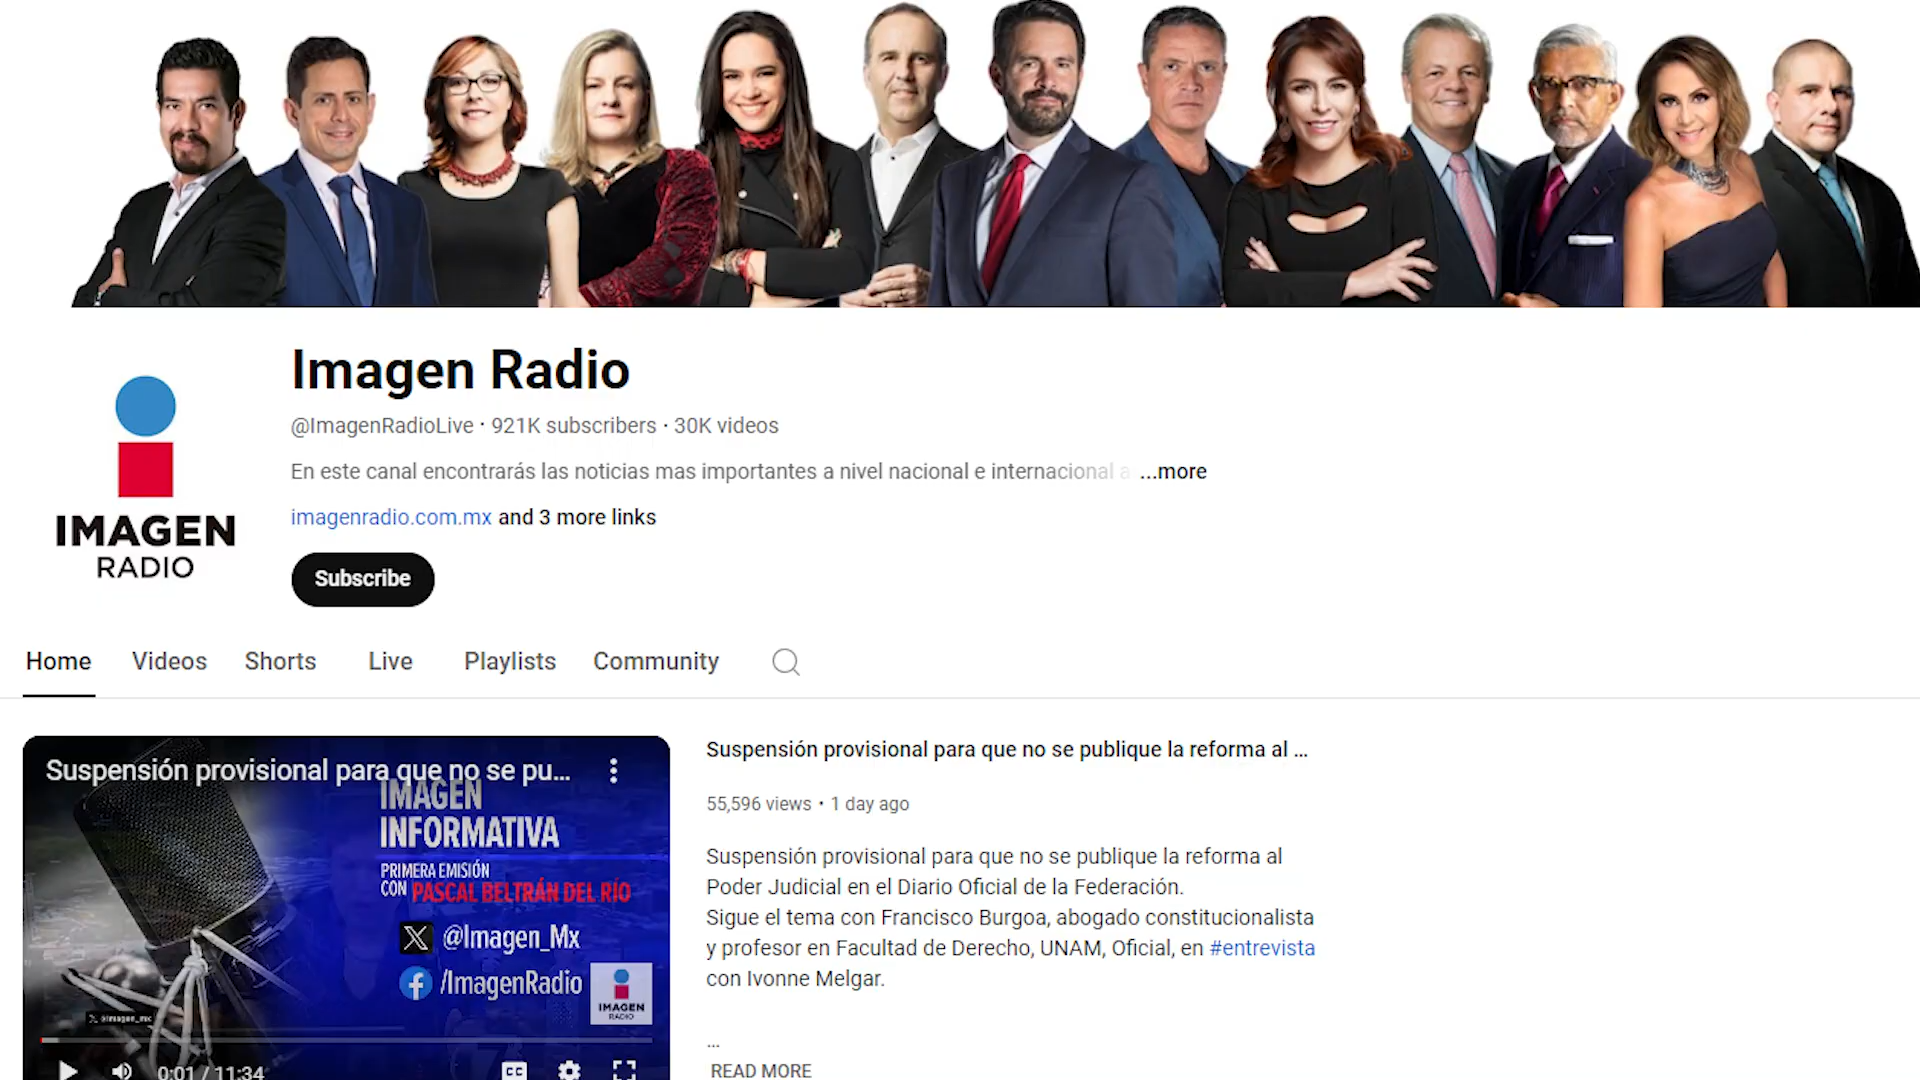 Imagen Radio
@ImagenRadioLive · 921K subscribers · 30K videos
En este canal encontrarás las noticias mas importantes a nivel nacional e internacional a ...more
imagenradio.com.mx and 3 more links
Subscribe
IMAGEN
RADIO
Home Videos Shorts Live Playlists Community
Suspensión provisional para que no se pu...
IMAGEN
INFORMATIVA
PRIMERA EMISIÓN
CON PASCAL BELTRÁN DEL RÍO
@Imagen_Mx
/ImagenRadio
IMAGEN
RADIO
@imagen_mx
0:01 / 11:34
CC
Suspensión provisional para que no se publique la reforma al ...
55,596 views • 1 day ago
Suspensión provisional para que no se publique la reforma al
Poder Judicial en el Diario Oficial de la Federación.
Sigue el tema con Francisco Burgoa, abogado constitucionalista
y profesor en Facultad de Derecho, UNAM, Oficial, en #entrevista
con Ivonne Melgar.
...
READ MORE